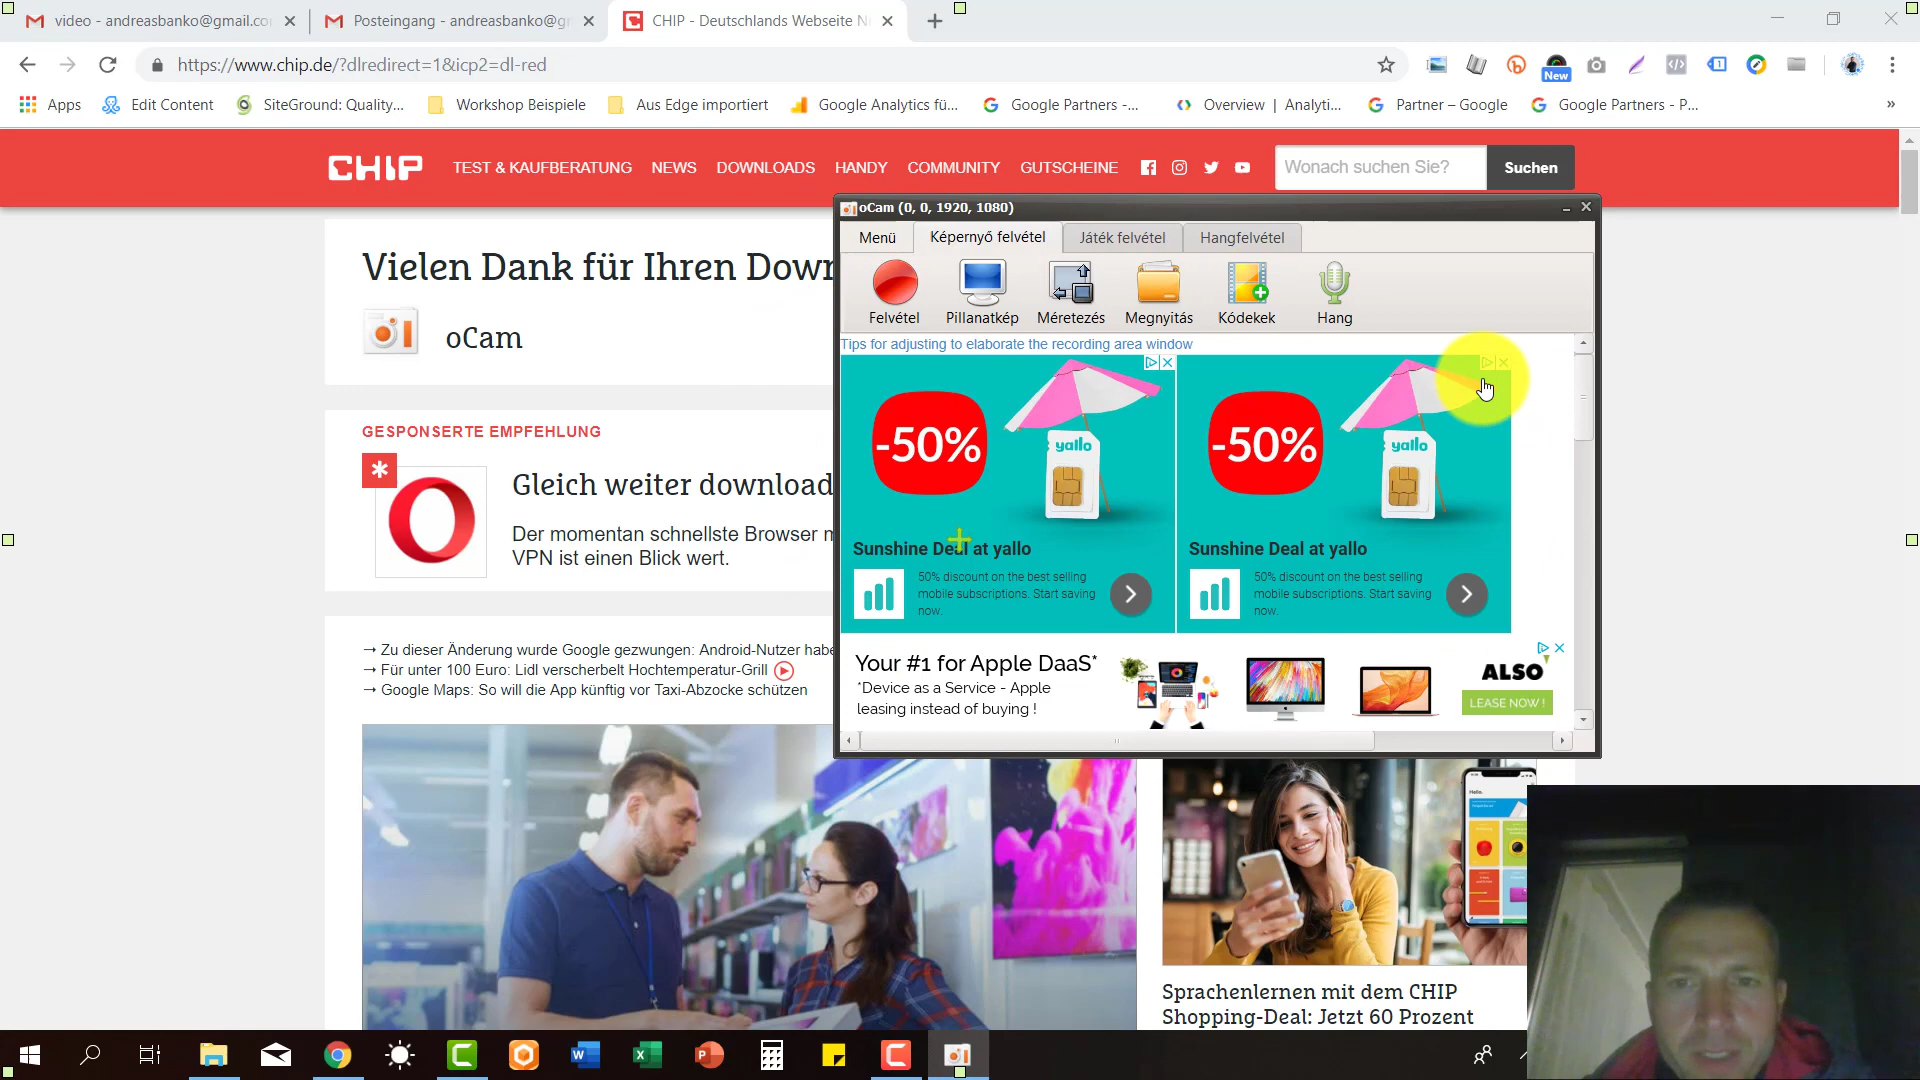 video - andreasbanko@gmail.co
Posteingang - andreasbanko@g
CHIP - Deutschlands Webseite N
https://www.chip.de/?dlredirect=1&icp2=dl-red
New
Apps
Edit Content
SiteGround: Quality...
Workshop Beispiele
Aus Edge importiert
Google Analytics fü...
Google Partners -...
Overview | Analyti...
Partner – Google
Google Partners - P...
»
CHIP
TEST & KAUFBERATUNG
NEWS
DOWNLOADS
HANDY
COMMUNITY
GUTSCHEINE
Wonach suchen Sie?
Suchen
Vielen Dank für Ihren Down
oCam
GESPONSERTE EMPFEHLUNG
Gleich weiter download
Der momentan schnellste Browser
VPN ist einen Blick wert.
→ Zu dieser Änderung wurde Google gezwungen: Android-Nutzer habe
→ Für unter 100 Euro: Lidl verscherbelt Hochtemperatur-Grill
→ Google Maps: So will die App künftig vor Taxi-Abzocke schützen
oCam (0, 0, 1920, 1080)
Menü
Képernyő felvétel
Játék felvétel
Hangfelvétel
Felvétel
Pillanatkép
Méretezés
Megnyitás
Kódekek
Hang
Tips for adjusting to elaborate the recording area window
-50%
yallo
Sunshine Deal at yallo
50% discount on the best selling
mobile subscriptions. Start saving
now.
-50%
yallo
Sunshine Deal at yallo
50% discount on the best selling
mobile subscriptions. Start saving
now.
Your #1 for Apple DaaS*
*Device as a Service - Apple
leasing instead of buying !
ALSO
LEASE NOW !
Sprachenlernen mit dem CHIP
Shopping-Deal: Jetzt 60 Prozent